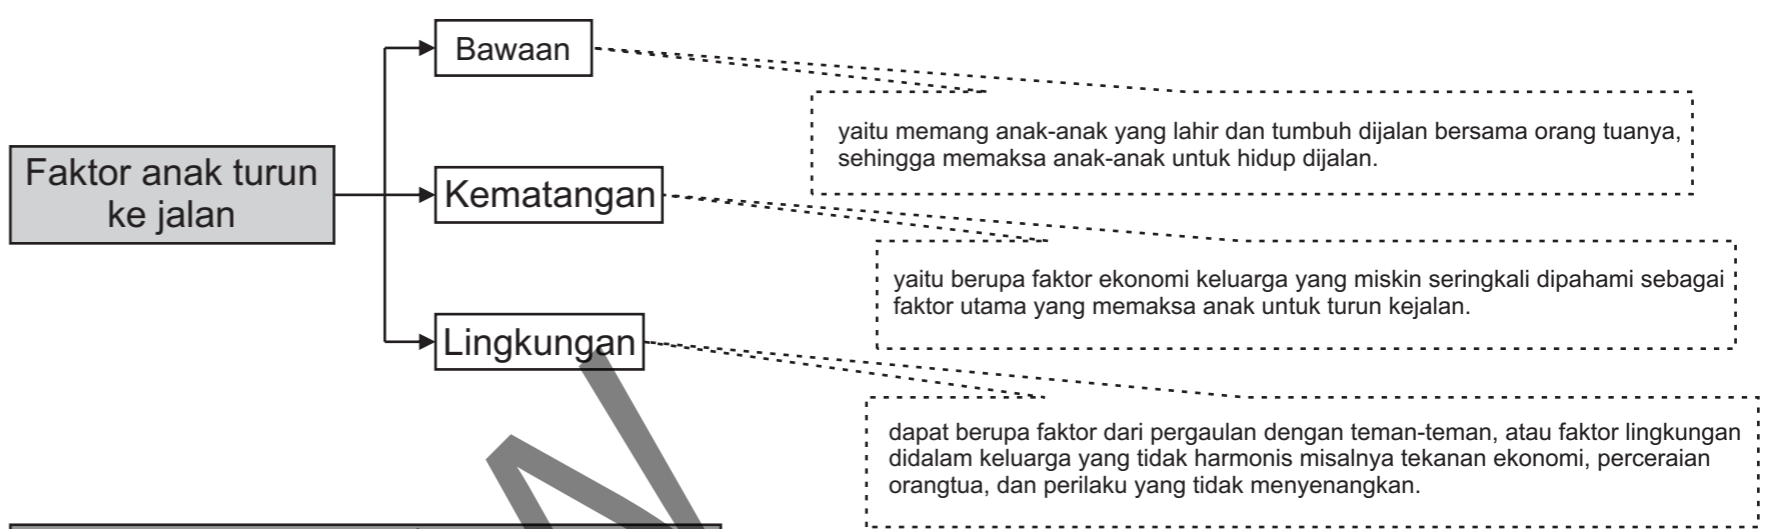 Faktor anak turun
ke jalan
Bawaan
yaitu memang anak-anak yang lahir dan tumbuh dijalan bersama orang tuanya,
sehingga memaksa anak-anak untuk hidup dijalan.
Kematangan
yaitu berupa faktor ekonomi keluarga yang miskin seringkali dipahami sebagai
faktor utama yang memaksa anak untuk turun kejalan.
Lingkungan
dapat berupa faktor dari pergaulan dengan teman-teman, atau faktor lingkungan
didalam keluarga yang tidak harmonis misalnya tekanan ekonomi, perceraian
orangtua, dan perilaku yang tidak menyenangkan.